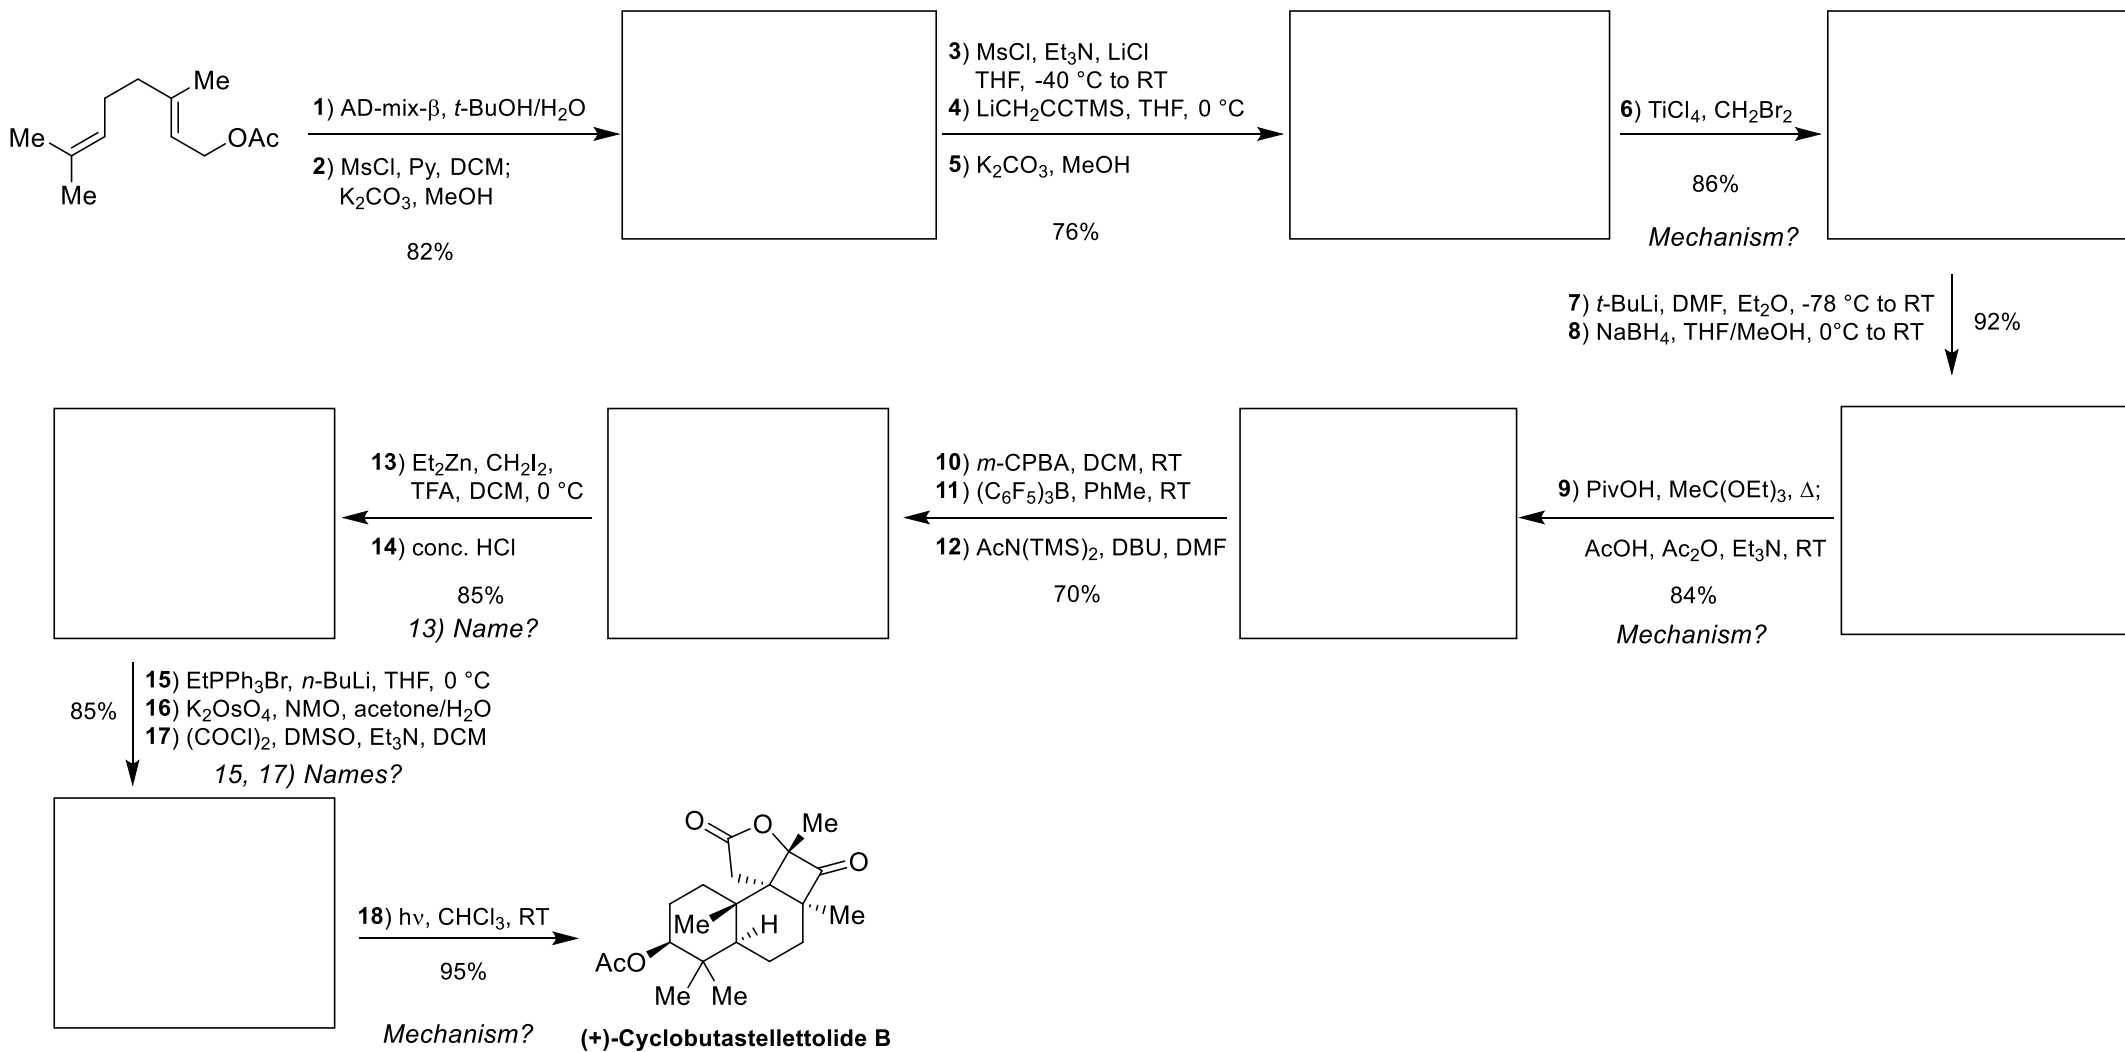 Me
OAc
Me
Me
1) AD-mix-β, t-BuOH/H₂O
2) MsCl, Py, DCM;
K₂CO₃, MeOH
82%
3) MsCl, Et₃N, LiCl
THF, -40 °C to RT
4) LiCH₂CCTMS, THF, 0 °C
5) K₂CO₃, MeOH
76%
6) TiCl₄, CH₂Br₂
86%
Mechanism?
7) t-BuLi, DMF, Et₂O, -78 °C to RT
8) NaBH₄, THF/MeOH, 0°C to RT
92%
9) PivOH, MeC(OEt)₃, Δ;
AcOH, Ac₂O, Et₃N, RT
84%
Mechanism?
10) m-CPBA, DCM, RT
11) (C₆F₅)₃B, PhMe, RT
12) AcN(TMS)₂, DBU, DMF
70%
13) Et₂Zn, CH₂I₂,
TFA, DCM, 0 °C
14) conc. HCl
85%
13) Name?
15) EtPPh₃Br, n-BuLi, THF, 0 °C
16) K₂OsO₄, NMO, acetone/H₂O
17) (COCl)₂, DMSO, Et₃N, DCM
85%
15, 17) Names?
18) hν, CHCl₃, RT
95%
Mechanism?
O
O
Me
O
Me
H
Me
AcO
Me
Me
(+)-Cyclobutastellettolide B